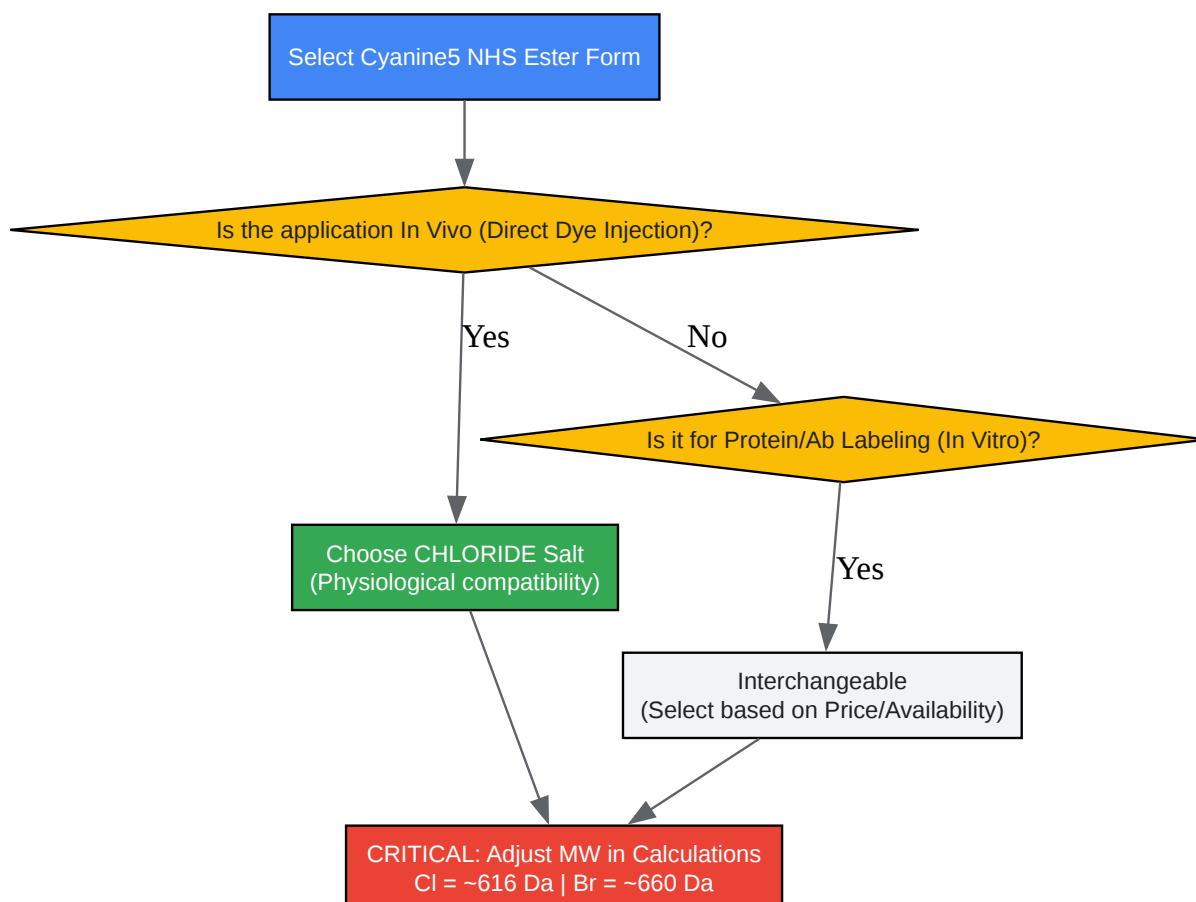 Select Cyanine5 NHS Ester Form
Is the application In Vivo (Direct Dye Injection)?
Yes
No
Is it for Protein/Ab Labeling (In Vitro)?
Choose CHLORIDE Salt
(Physiological compatibility)
Yes
Interchangeable
(Select based on Price/Availability)
CRITICAL: Adjust MW in Calculations
Cl = ~616 Da | Br = ~660 Da